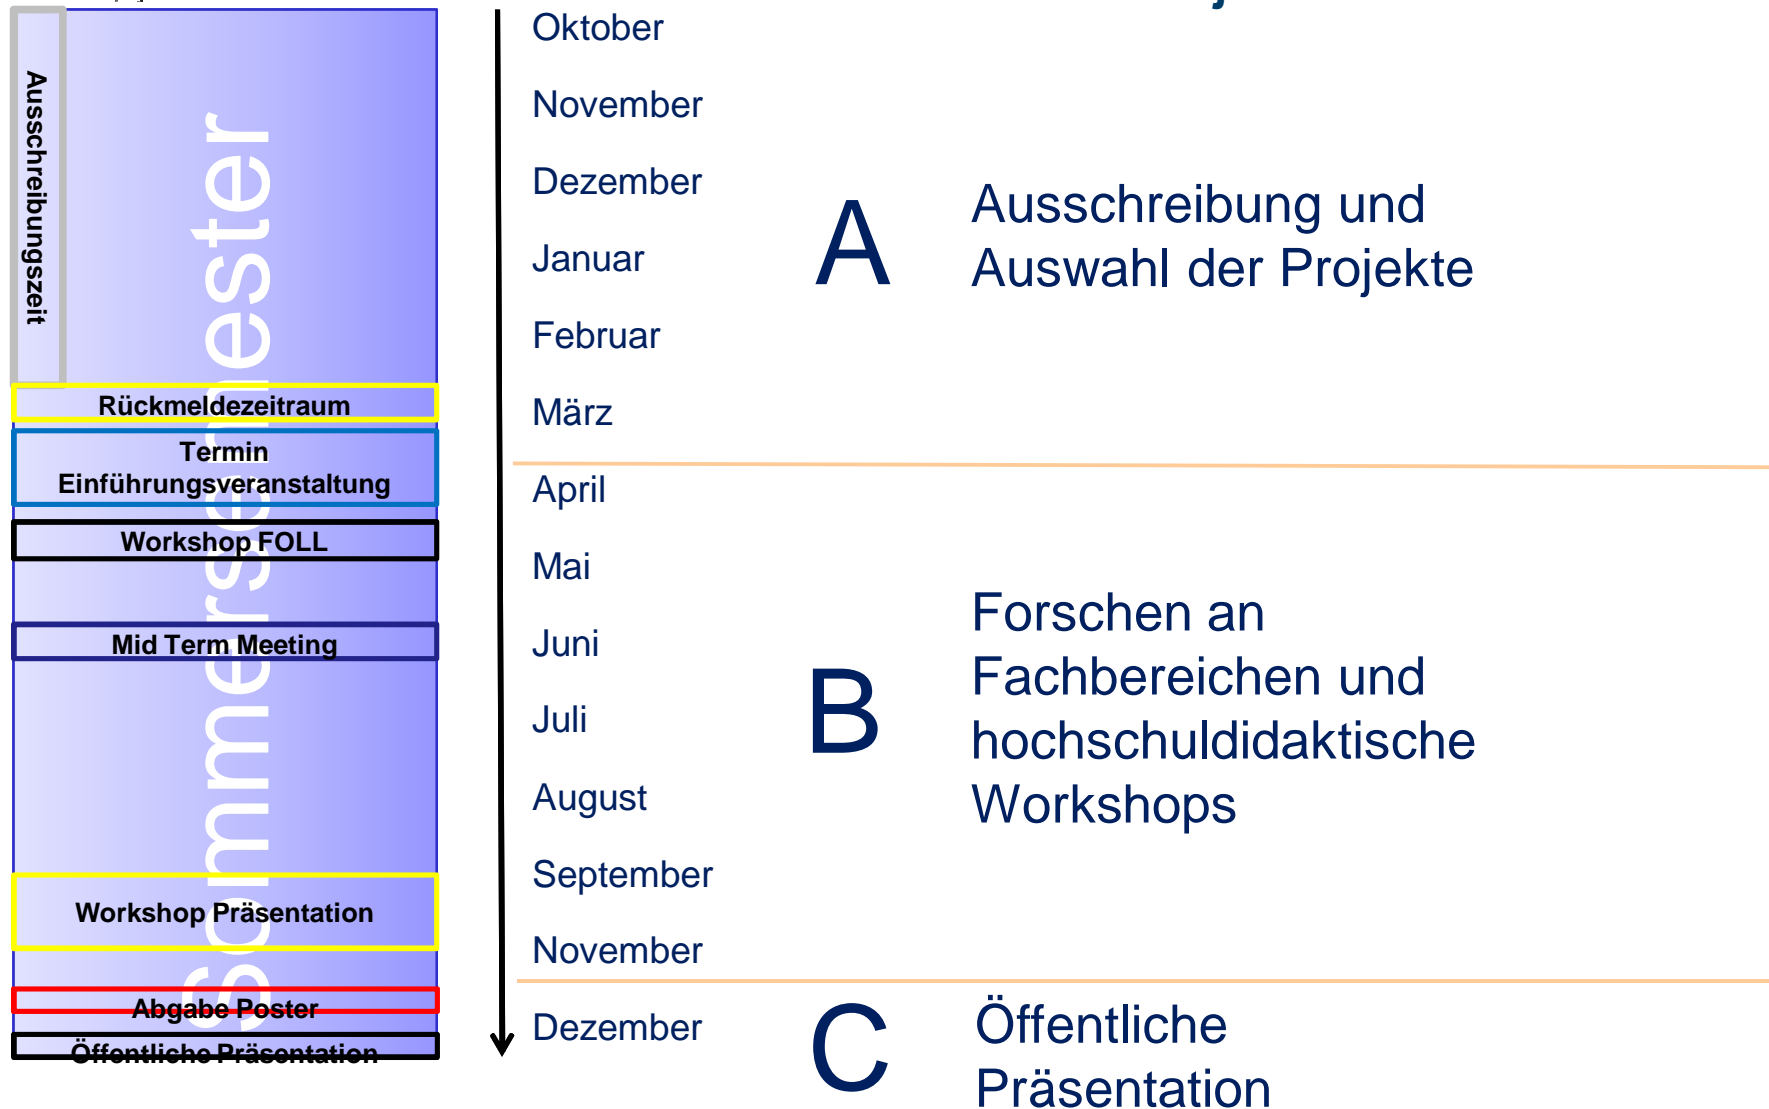 Ausschreibungszeit
Sommersemester
Rückmeldezeitraum
Termin
Einführungsveranstaltung
Workshop FOLL
Mid Term Meeting
Workshop Präsentation
Abgabe Poster
Öffentliche Präsentation
Oktober
November
Dezember
Januar
Februar
März
April
Mai
Juni
Juli
August
September
November
Dezember
A
Ausschreibung und
Auswahl der Projekte
B
Forschen an
Fachbereichen und
hochschuldidaktische
Workshops
C
Öffentliche
Präsentation